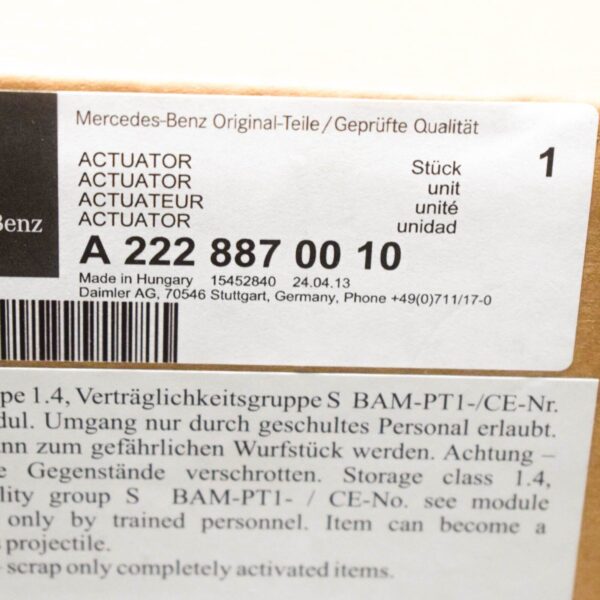 Mercedes-Benz Original-Teile/Geprüfte Qualität
ACTUATOR Stück 1
ACTUATOR unit
ACTUATEUR unité
ACTUATOR unidad
Benz
A 222 887 00 10
Made in Hungary 15452840 24.04.13
Daimler AG, 70546 Stuttgart, Germany, Phone +49(0)711/17-0
pe 1.4, Verträglichkeitsgruppe S BAM-PT1-/CE-Nr.
dul. Umgang nur durch geschultes Personal erlaubt.
nn zum gefährlichen Wurfstück werden. Achtung –
e Gegenstände verschrotten. Storage class 1.4,
lity group S BAM-PT1- / CE-No. see module
only by trained personnel. Item can become a
s projectile.
- scrap only completely activated items.